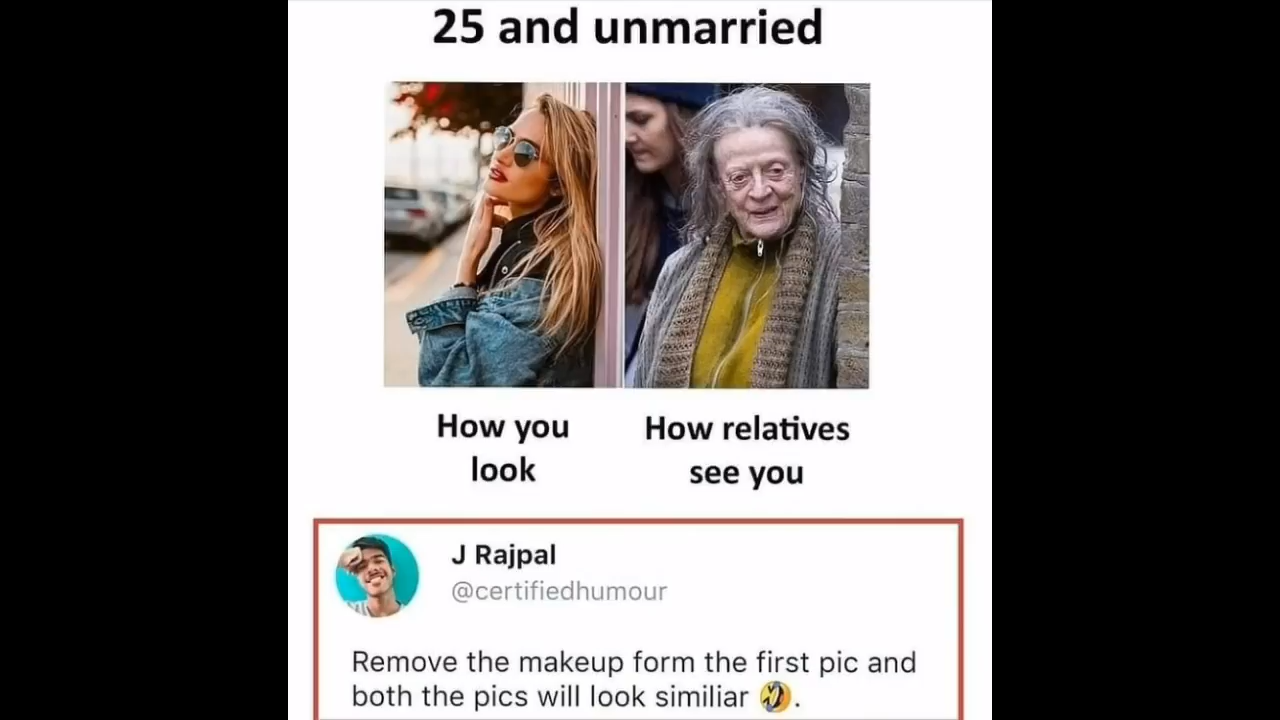 25 and unmarried
How you
look
How relatives
see you
J Rajpal
@certifiedhumour
Remove the makeup form the first pic and
both the pics will look similiar 🤣.